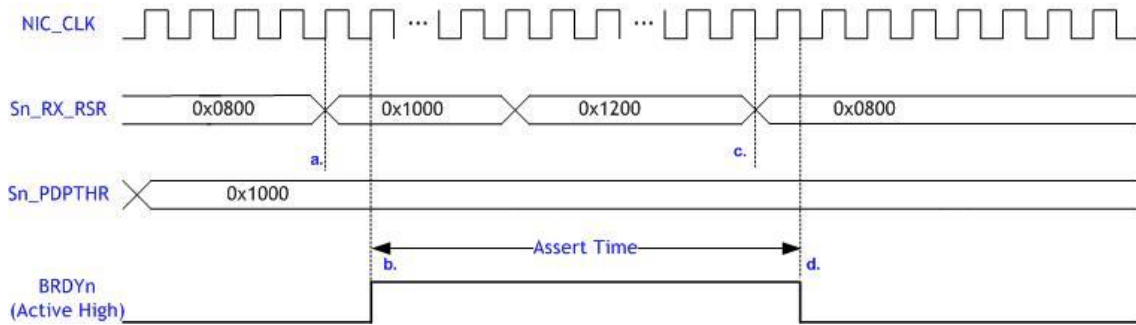 NIC_CLK
... ...
Sn_RX_RSR 0x0800 0x1000 0x1200 0x0800
a. c.
Sn_PDPTHR 0x1000
Assert Time
b. d.
BRDYn
(Active High)